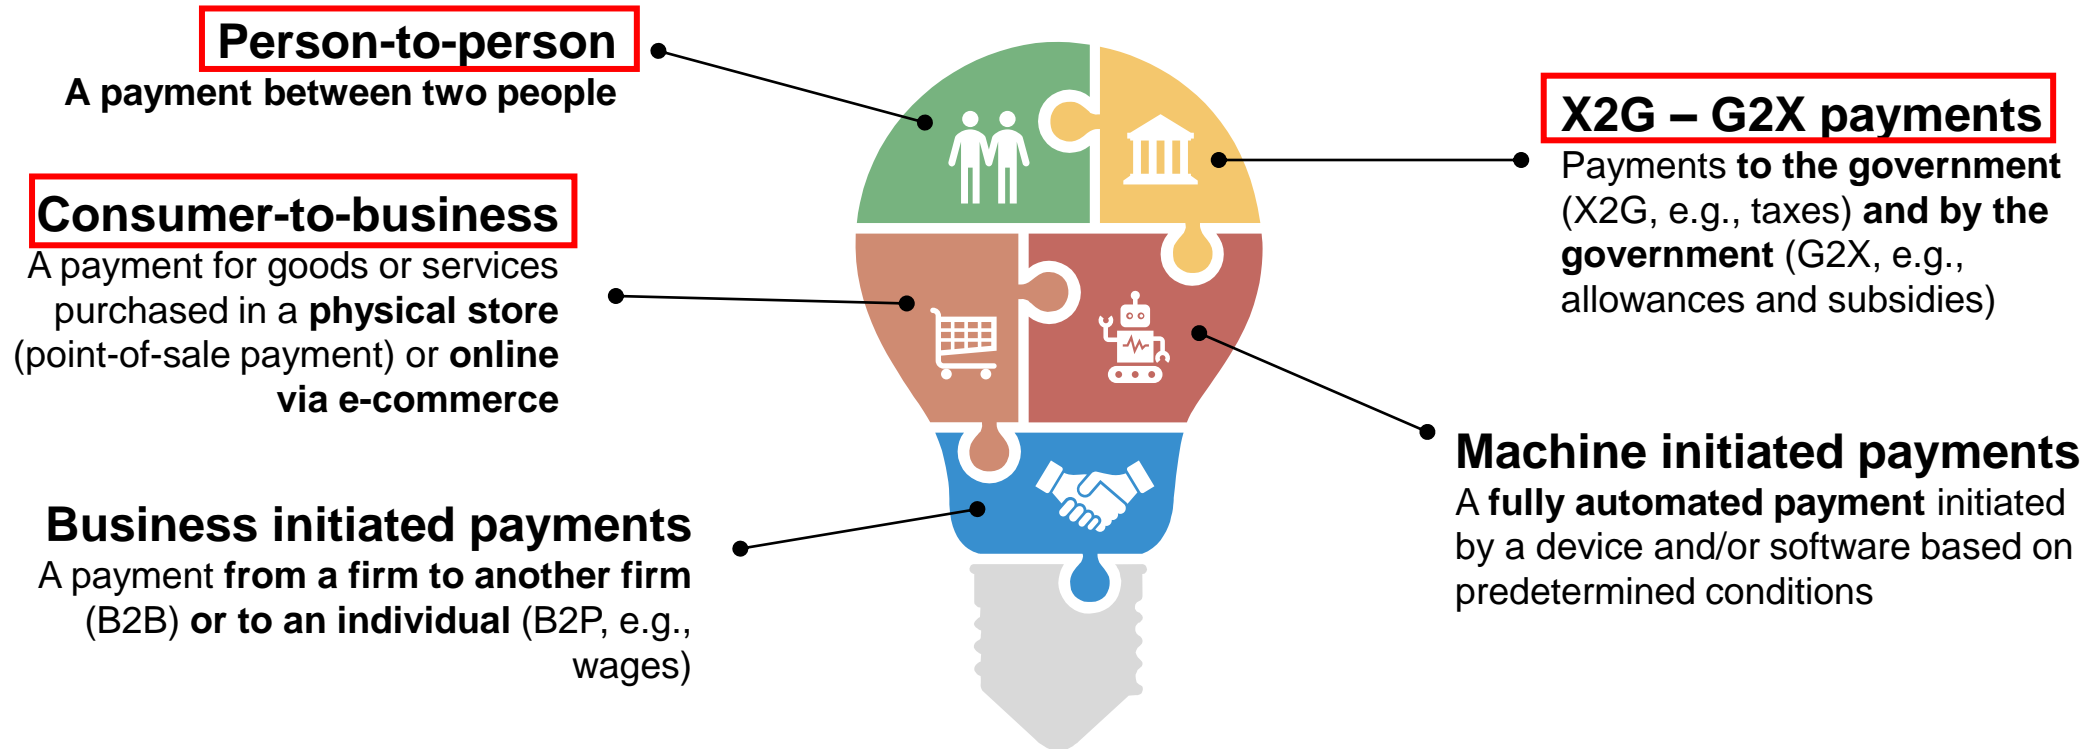 Person-to-person
A payment between two people
Consumer-to-business
A payment for goods or services
purchased in a physical store
(point-of-sale payment) or online
via e-commerce
Business initiated payments
A payment from a firm to another firm
(B2B) or to an individual (B2P, e.g.,
wages)
X2G – G2X payments
Payments to the government
(X2G, e.g., taxes) and by the
government (G2X, e.g.,
allowances and subsidies)
Machine initiated payments
A fully automated payment initiated
by a device and/or software based on
predetermined conditions